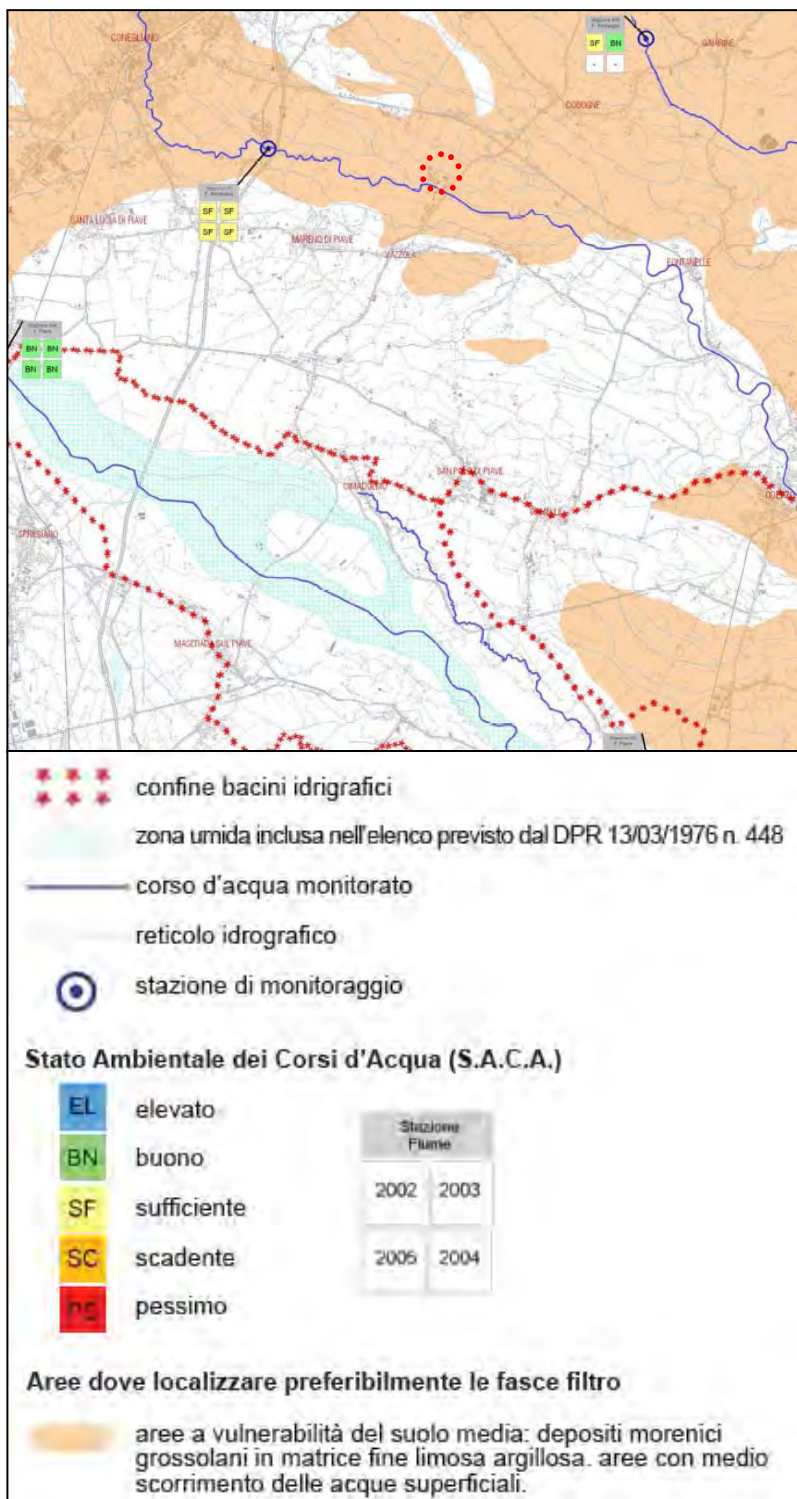 CONEGLIANO
SF BN
- -
GAIARINE
CODOGNE
SF SF
SF SF
SANTA LUCIA DI PIAVE
MARENO DI PIAVE
VAZZOLA
FONTANELLE
BN BN
BN BN
SAN POLO DI PIAVE
CIMADOLMO
SPRESIANO
MASERADA SUL PIAVE
confine bacini idrigrafici
zona umida inclusa nell'elenco previsto dal DPR 13/03/1976 n. 448
corso d'acqua monitorato
reticolo idrografico
stazione di monitoraggio
Stato Ambientale dei Corsi d'Acqua (S.A.C.A.)
EL elevato
BN buono
SF sufficiente
SC scadente
pessimo
Stazione
Fiume
2002 2003
2005 2004
Aree dove localizzare preferibilmente le fasce filtro
aree a vulnerabilità del suolo media: depositi morenici
grossolani in matrice fine limosa argillosa. aree con medio
scorrimento delle acque superficiali.